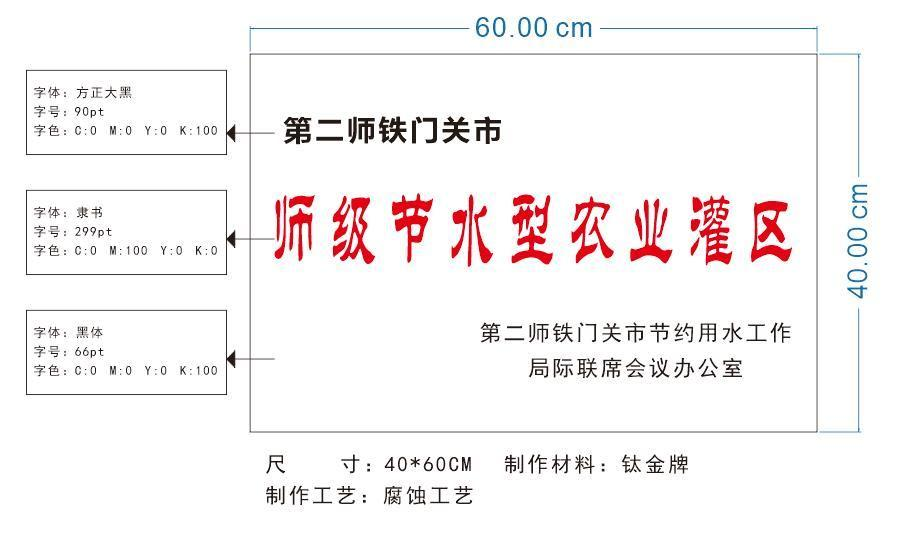 60.00 cm
字体：方正大黑
字号：90pt
字色：C:0 M:0 Y:0 K:100
第二师铁门关市
字体：隶书
字号：299pt
字色：C:0 M:100 Y:0 K:0
师级节水型农业灌区
40.00 cm
字体：黑体
字号：66pt
字色：C:0 M:0 Y:0 K:100
第二师铁门关市节约用水工作
局际联席会议办公室
尺 寸：40*60CM 制作材料：钛金牌
制作工艺：腐蚀工艺